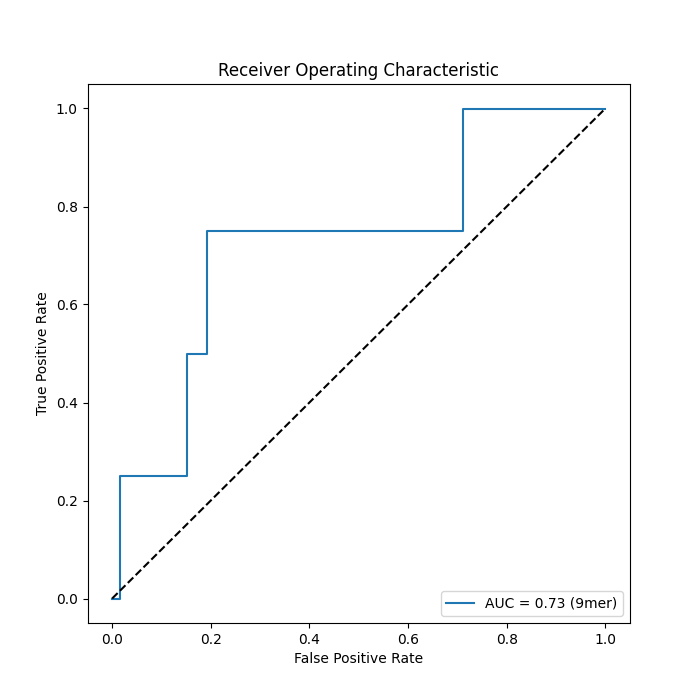 Receiver Operating Characteristic
1.0
0.8
0.6
0.4
0.2
0.0
True Positive Rate
AUC = 0.73 (9mer)
0.0 0.2 0.4 0.6 0.8 1.0
False Positive Rate